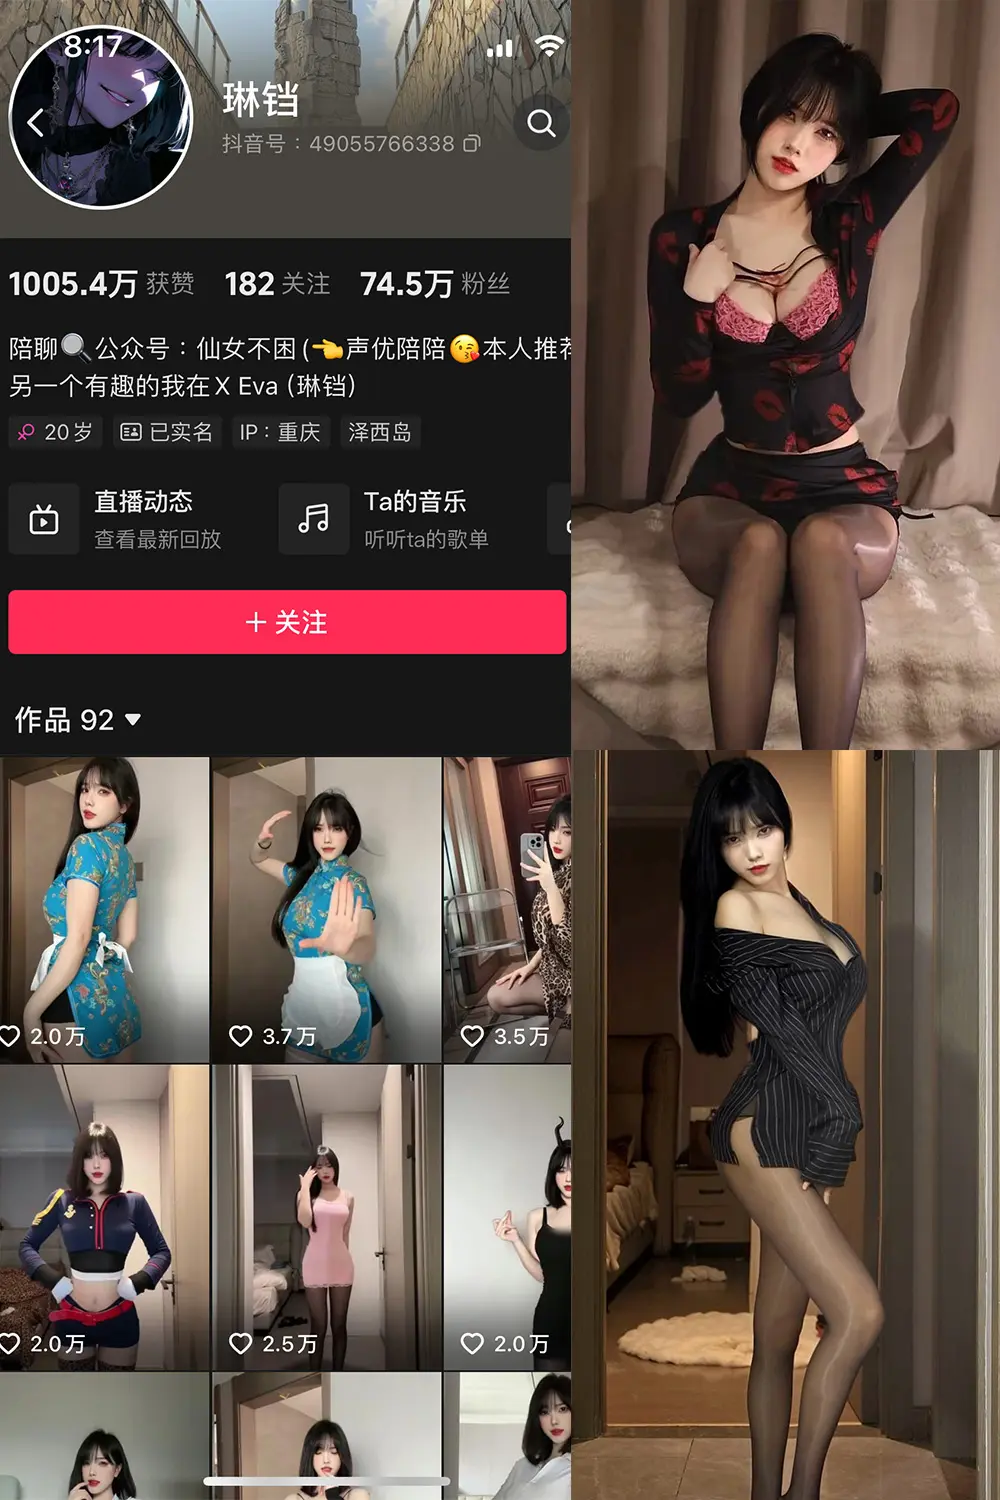 8:17
琳铛
抖音号：49055766338
1005.4万 获赞 182 关注 74.5万 粉丝
陪聊🔍公众号：仙女不困(👈声优陪陪😘本人推荐
另一个有趣的我在 X Eva (琳铛)
20岁 已实名 IP：重庆 泽西岛
直播动态 Ta的音乐
查看最新回放 听听ta的歌单
+ 关注
作品 92
2.0万 3.7万 3.5万
2.0万 2.5万 2.0万